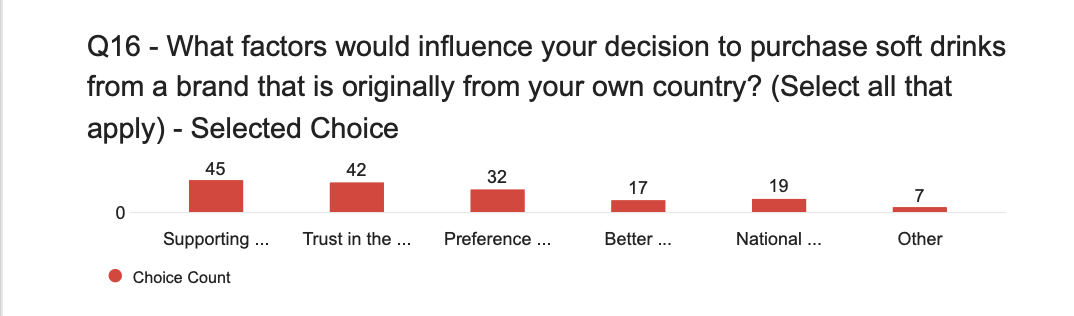 Q16 - What factors would influence your decision to purchase soft drinks
from a brand that is originally from your own country? (Select all that
apply) - Selected Choice
45 42 32 17 19 7
0
Supporting ... Trust in the ... Preference ... Better ... National ... Other
Choice Count